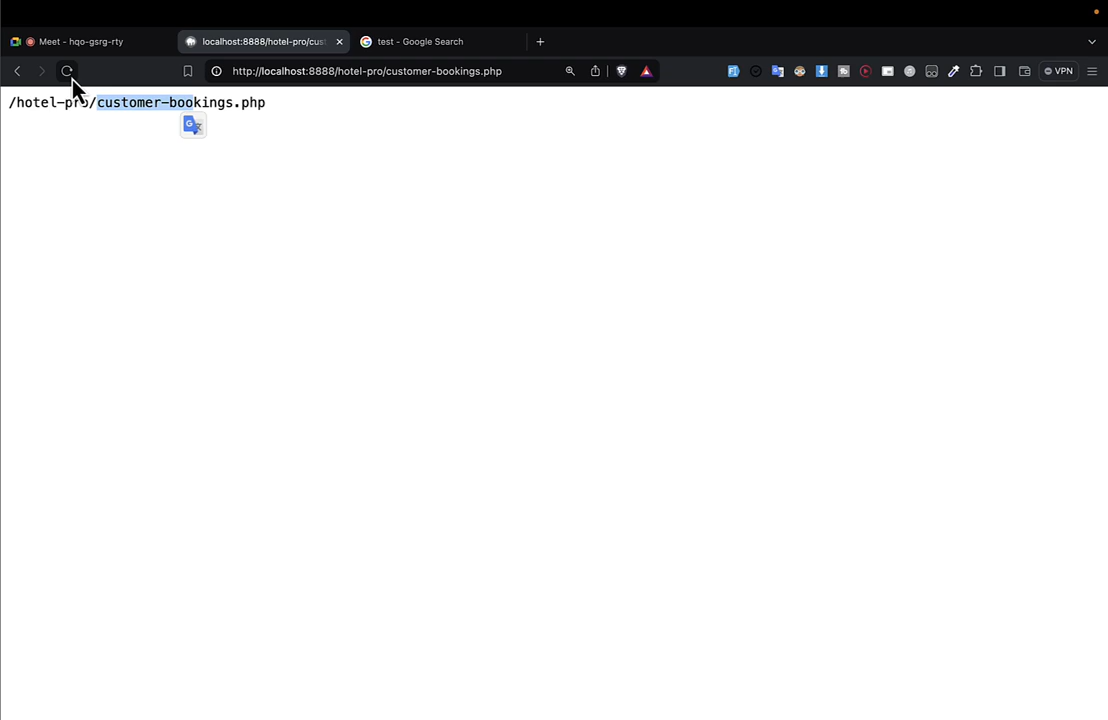 Meet - hqo-gsrg-rty
localhost:8888/hotel-pro/cust
test - Google Search
http://localhost:8888/hotel-pro/customer-bookings.php
VPN
/hotel-pro/customer-bookings.php